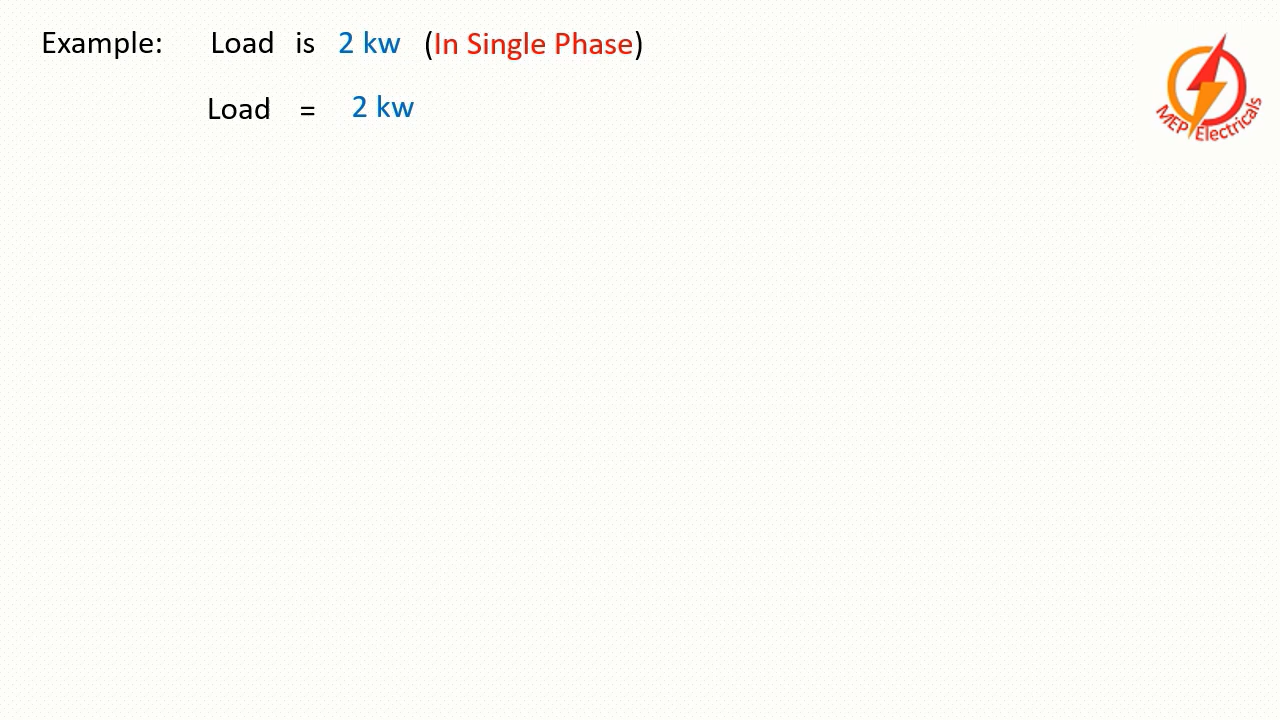 Example: Load is 2 kw (In Single Phase)
Load = 2 kw
MEP Electricals